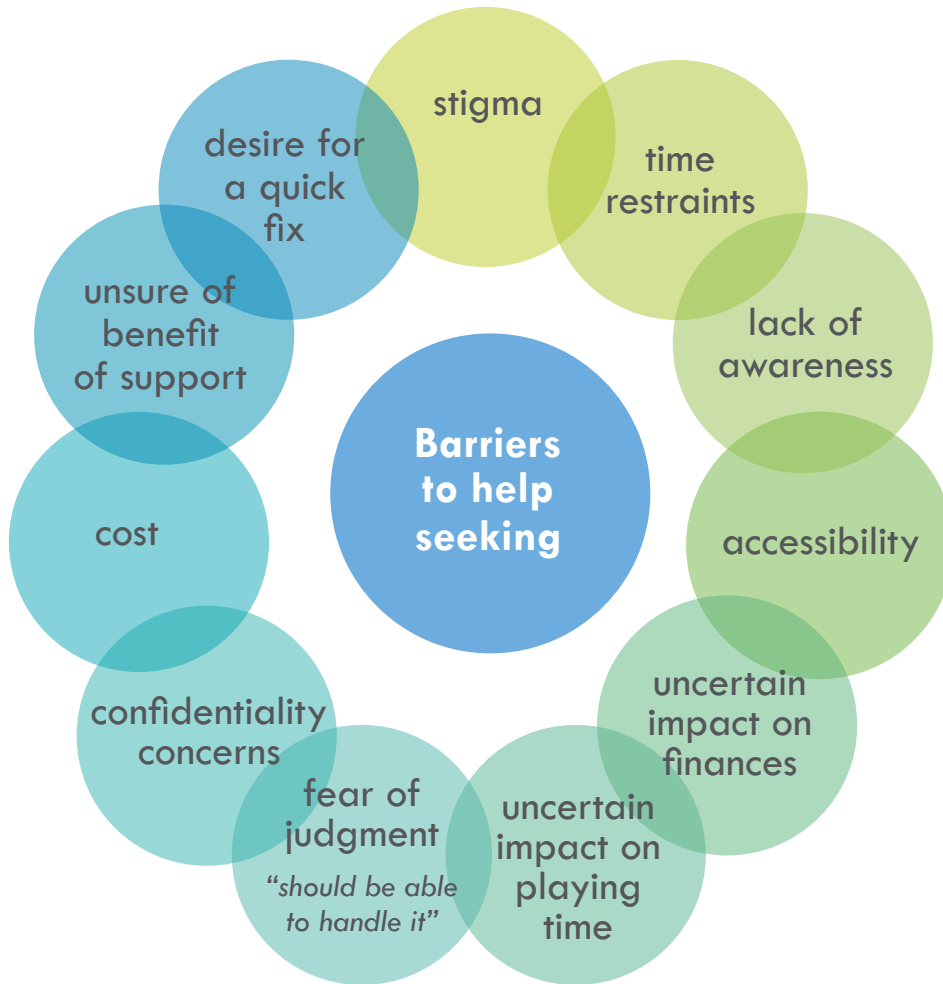 stigma
time
restraints
lack of
awareness
accessibility
uncertain
impact on
finances
uncertain
impact on
playing
time
fear of
judgment
“should be able
to handle it”
confidentiality
concerns
cost
unsure of
benefit
of support
desire for
a quick
fix
Barriers
to help
seeking